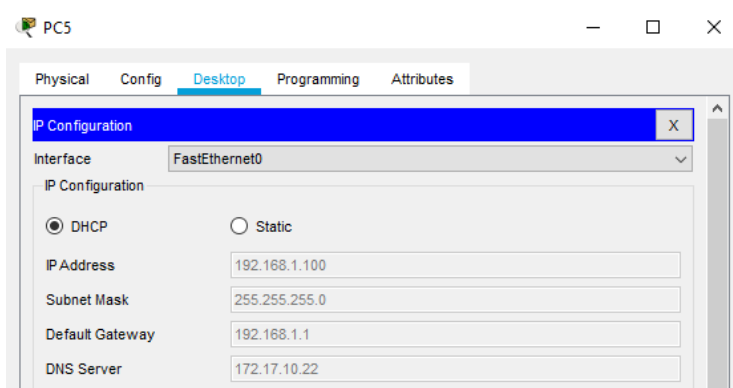 PC5
Physical Config Desktop Programming Attributes
IP Configuration X
Interface FastEthernet0
IP Configuration
DHCP Static
IP Address 192.168.1.100
Subnet Mask 255.255.255.0
Default Gateway 192.168.1.1
DNS Server 172.17.10.22